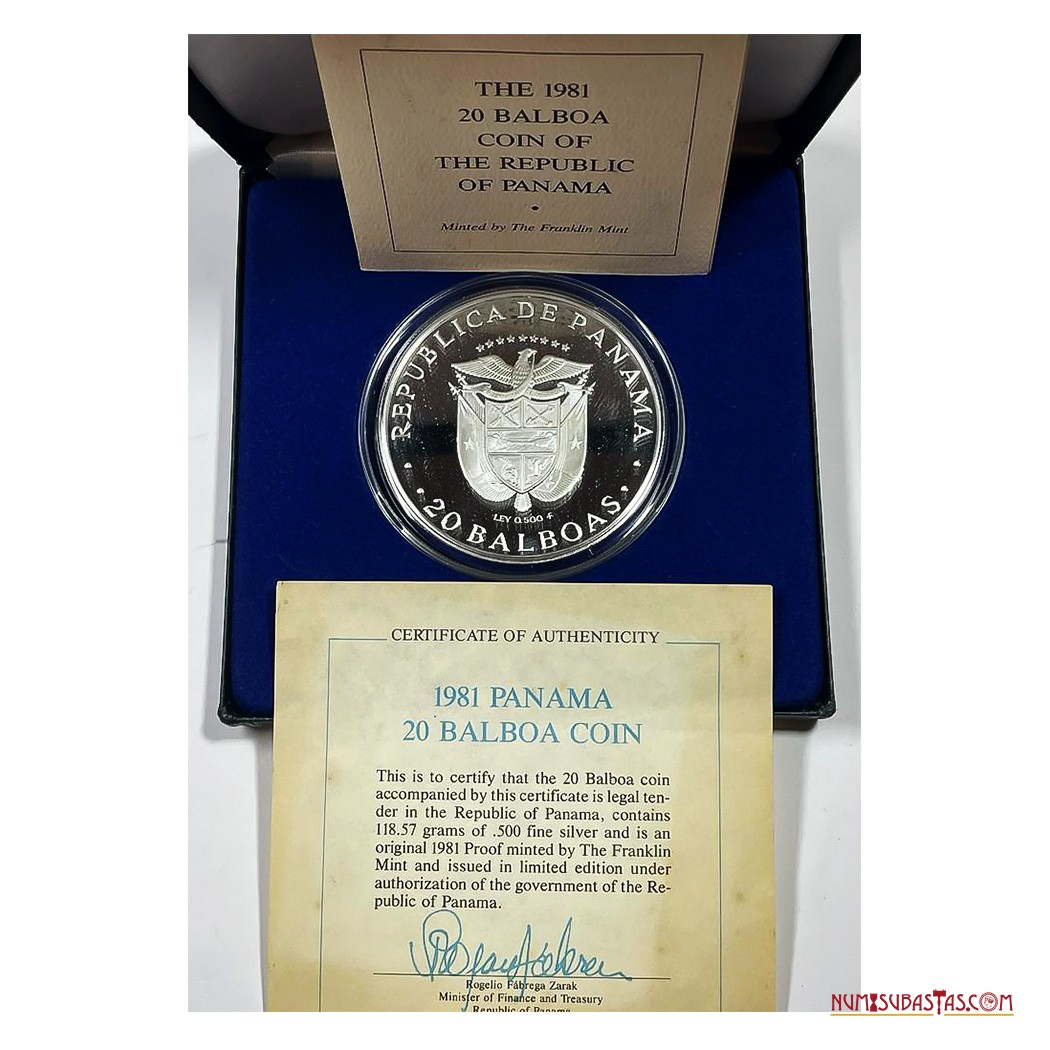 THE 1981
20 BALBOA
COIN OF
THE REPUBLIC
OF PANAMA
Minted by The Franklin Mint
REPUBLICA DE PANAMA
LEY 0.500
20 BALBOAS
CERTIFICATE OF AUTHENTICITY
1981 PANAMA
20 BALBOA COIN
This is to certify that the 20 Balboa coin
accompanied by this certificate is legal ten-
der in the Republic of Panama, contains
118.57 grams of .500 fine silver and is an
original 1981 Proof minted by The Franklin
Mint and issued in limited edition under
authorization of the government of the Re-
public of Panama.
Rogelio Fábrega Zarak
Minister of Finance and Treasury
Republic of Panama
NUMISUBASTAS.COM